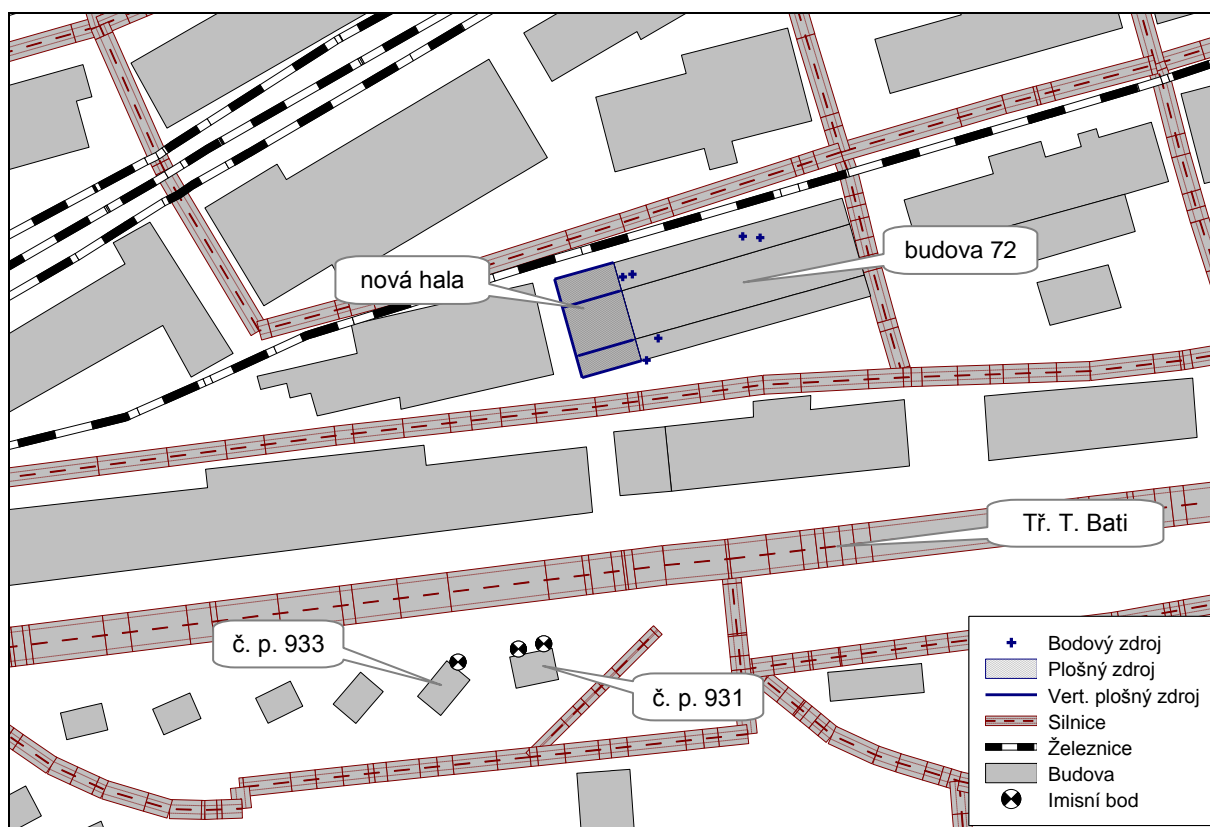 budova 72
nová hala
Tř. T. Bati
č. p. 933
č. p. 931
Bodový zdroj
Plošný zdroj
Vert. plošný zdroj
Silnice
Železnice
Budova
Imisní bod